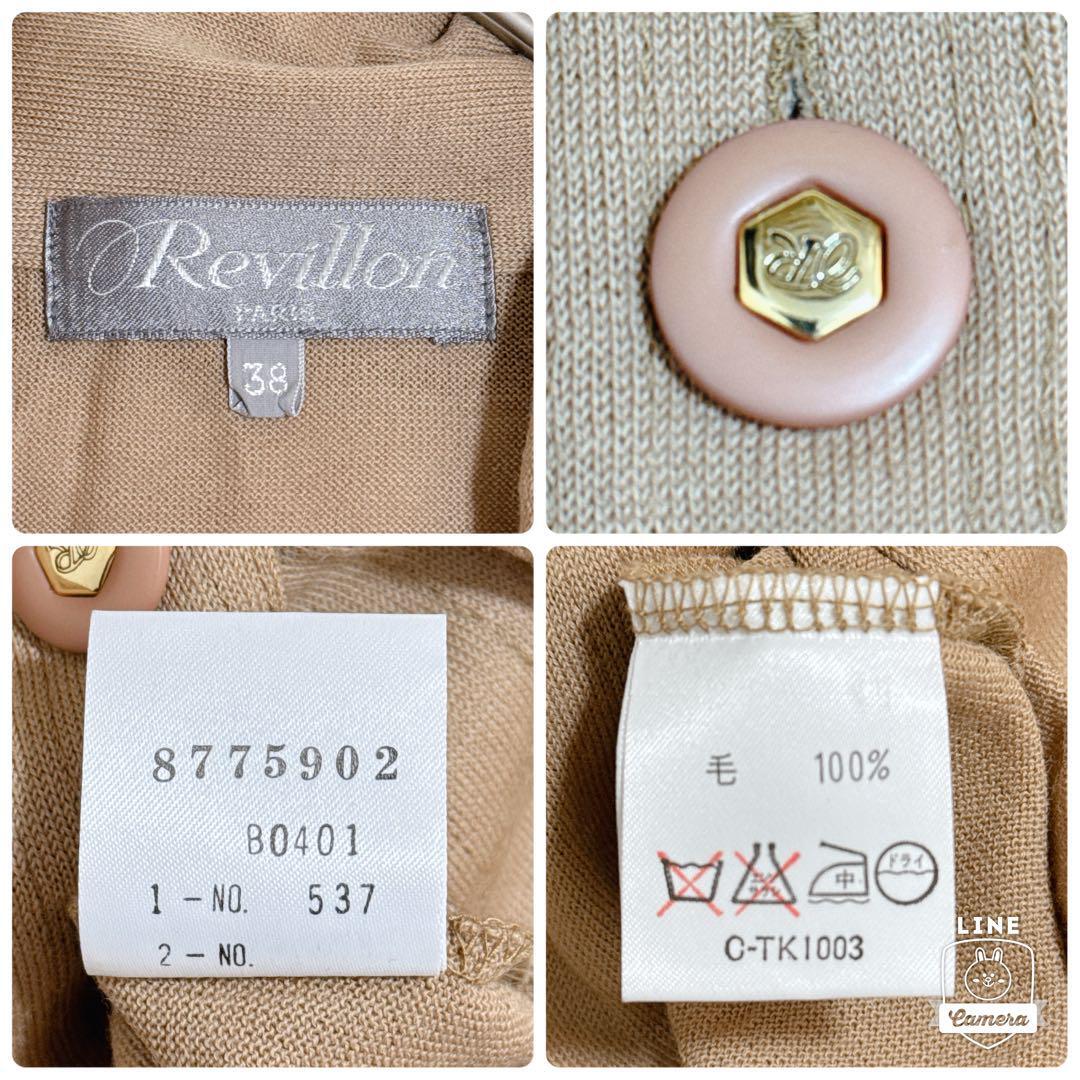 Revillon
PARIS
38
8775902
B0401
1 - NO. 537
2 - NO.
毛 100%
中 ドライ
C-TK1003
LINE
Camera